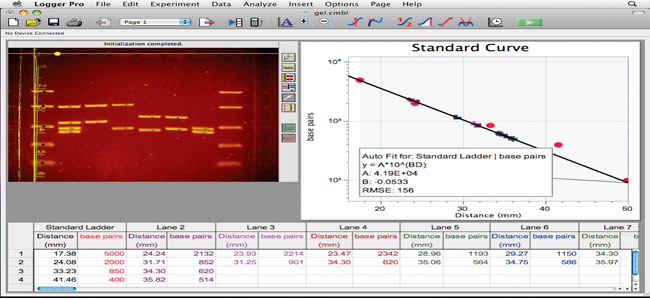 Logger Pro File Edit Experiment Data Analyze Insert Options Page Help
gel.cmbl
Page 1
No Device Connected
Initialization completed.
Standard Curve
base pairs
Auto Fit for: Standard Ladder | base pairs
y = A*10^(BD)
A: 4.19E+04
B: -0.0533
RMSE: 156
20 30 40 50
Distance (mm)
Standard Ladder Lane 2 Lane 3 Lane 4 Lane 5 Lane 6 Lane 7
Distance (mm) base pairs Distance (mm) base pairs Distance (mm) base pairs Distance (mm) base pairs Distance (mm) base pairs Distance (mm) base pairs Distance (mm)
1 17.38 5000 24.24 2132 23.93 2214 23.47 2342 28.96 1193 29.27 1150 34.30
2 24.08 2000 31.71 852 31.25 901 34.30 620 35.06 564 34.75 586 35.97
3 33.23 850 34.30 620
4 41.46 400 35.82 514